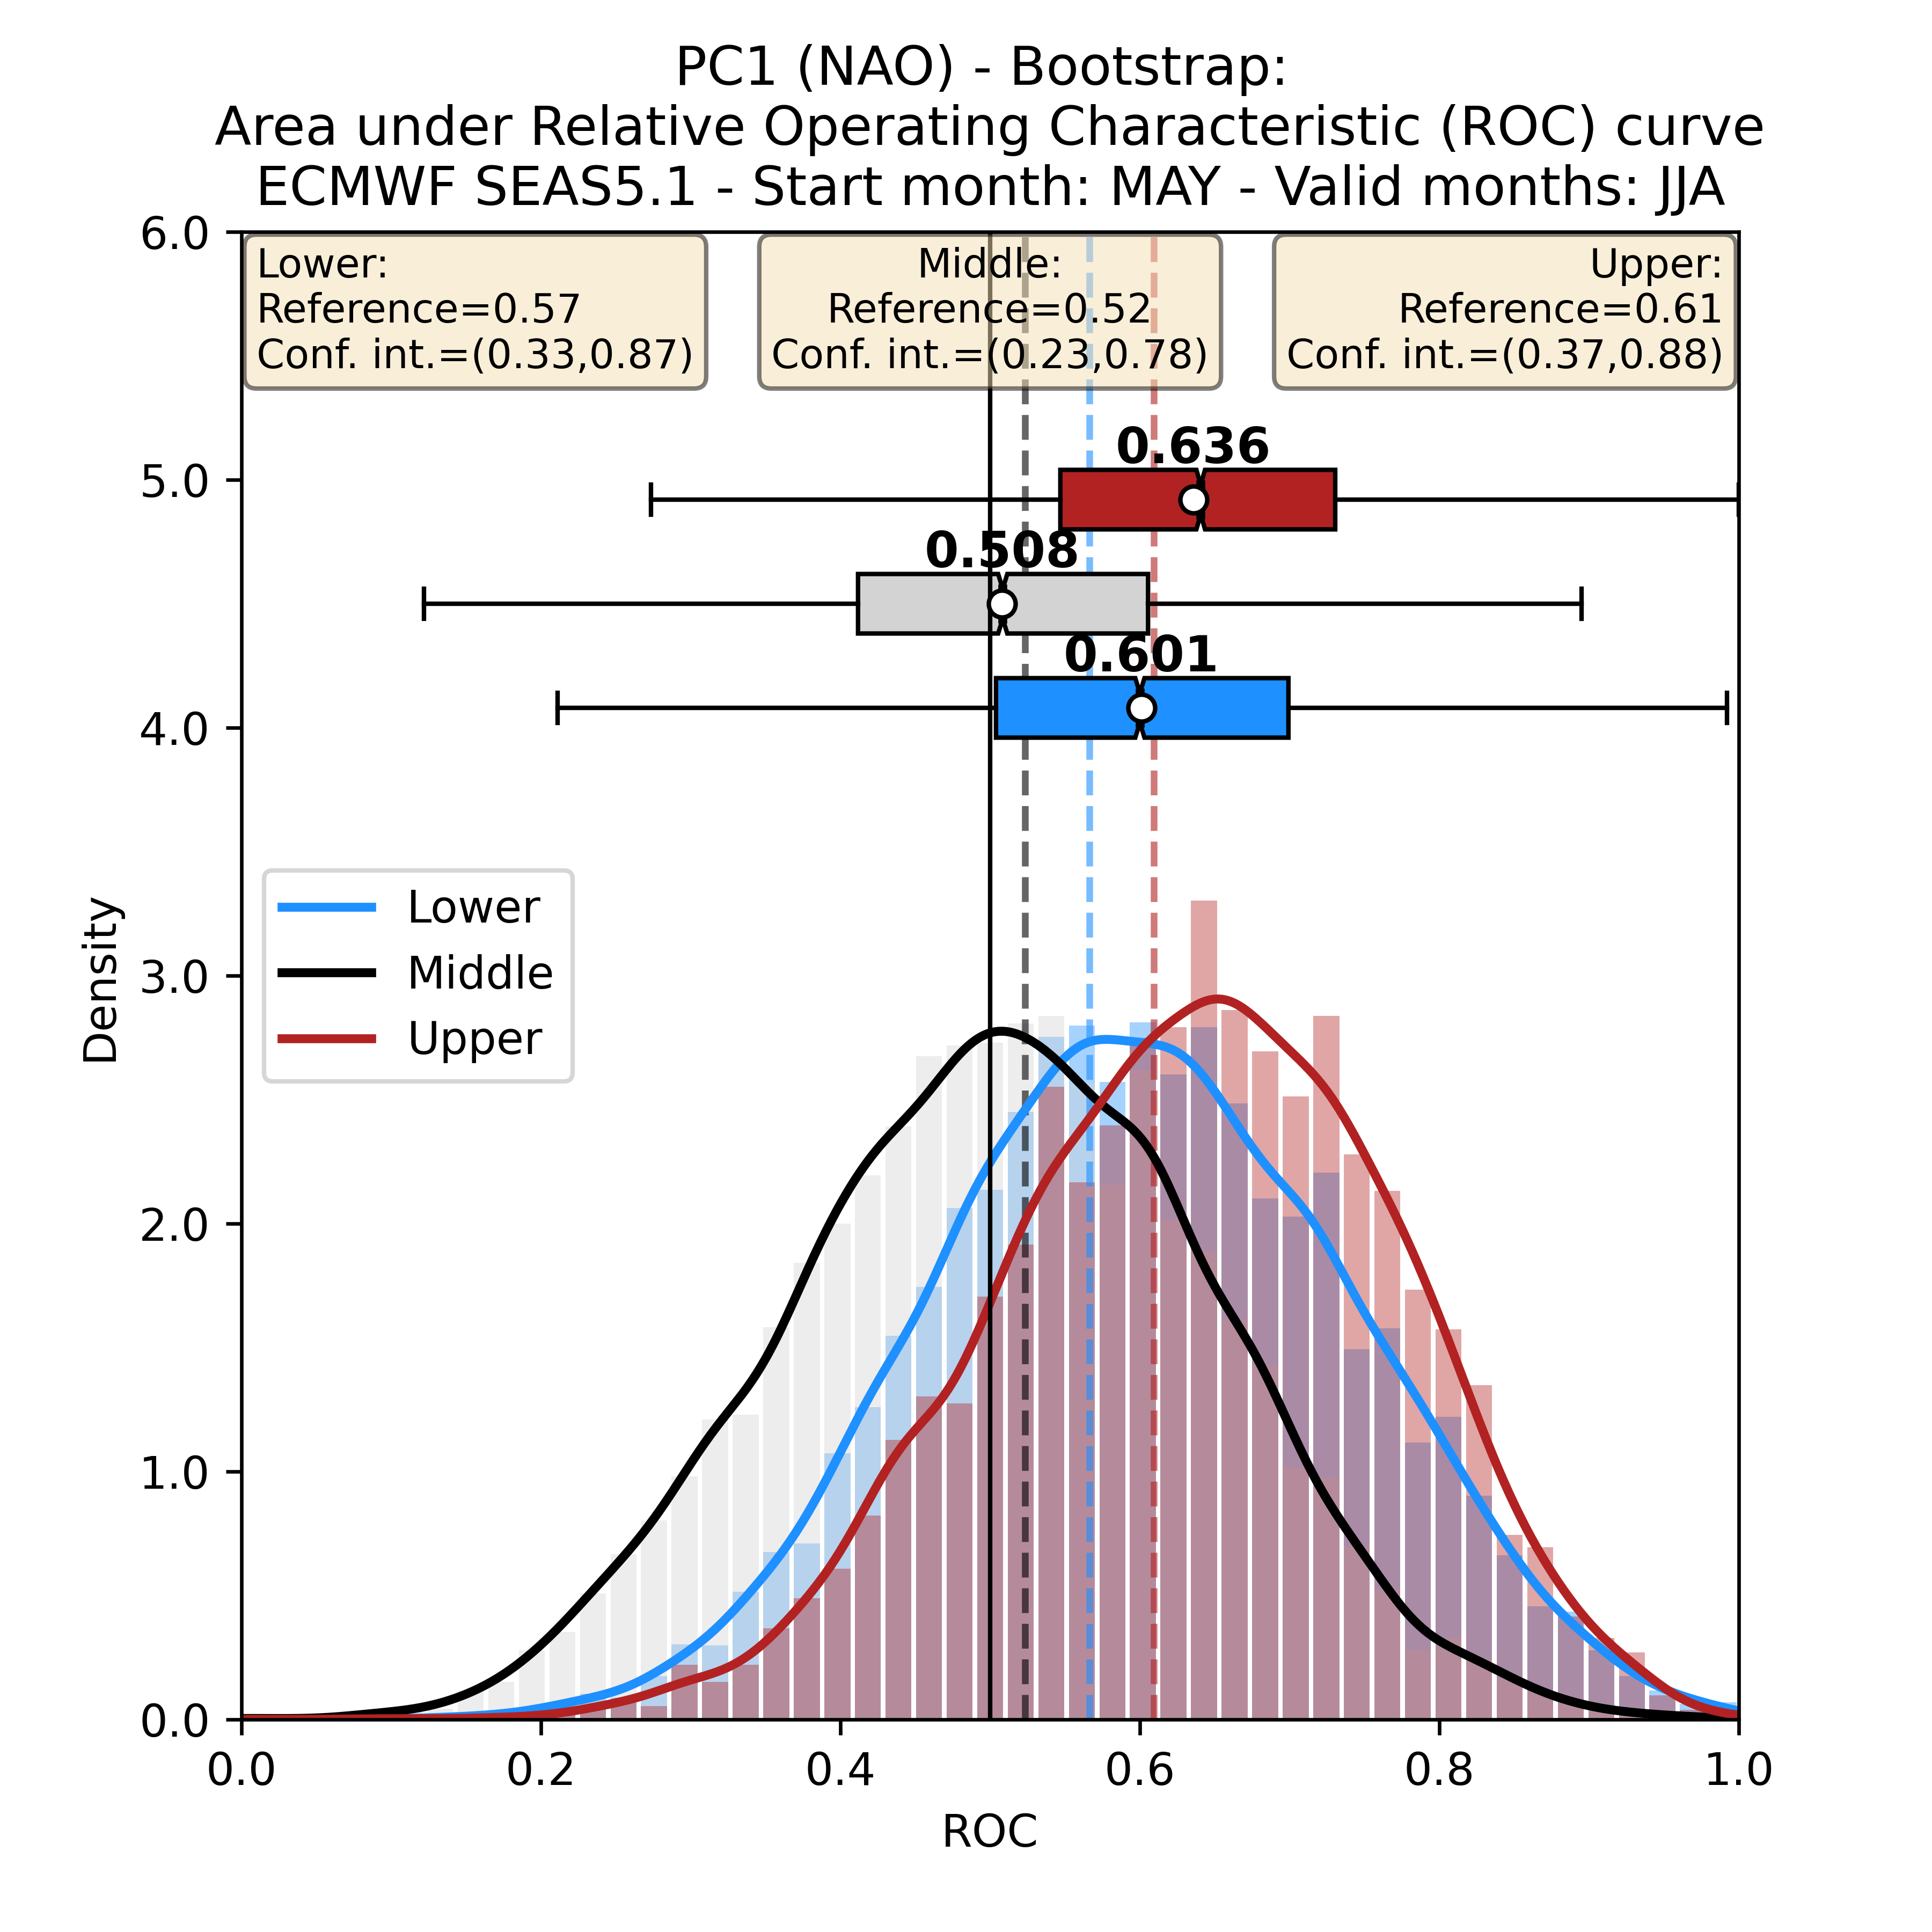 PC1 (NAO) - Bootstrap:
Area under Relative Operating Characteristic (ROC) curve
ECMWF SEAS5.1 - Start month: MAY - Valid months: JJA
Lower:
Reference=0.57
Conf. int.=(0.33,0.87)
Middle:
Reference=0.52
Conf. int.=(0.23,0.78)
Upper:
Reference=0.61
Conf. int.=(0.37,0.88)
0.636
0.508
0.601
Lower
Middle
Upper
Density
6.0
5.0
4.0
3.0
2.0
1.0
0.0
0.0 0.2 0.4 0.6 0.8 1.0
ROC